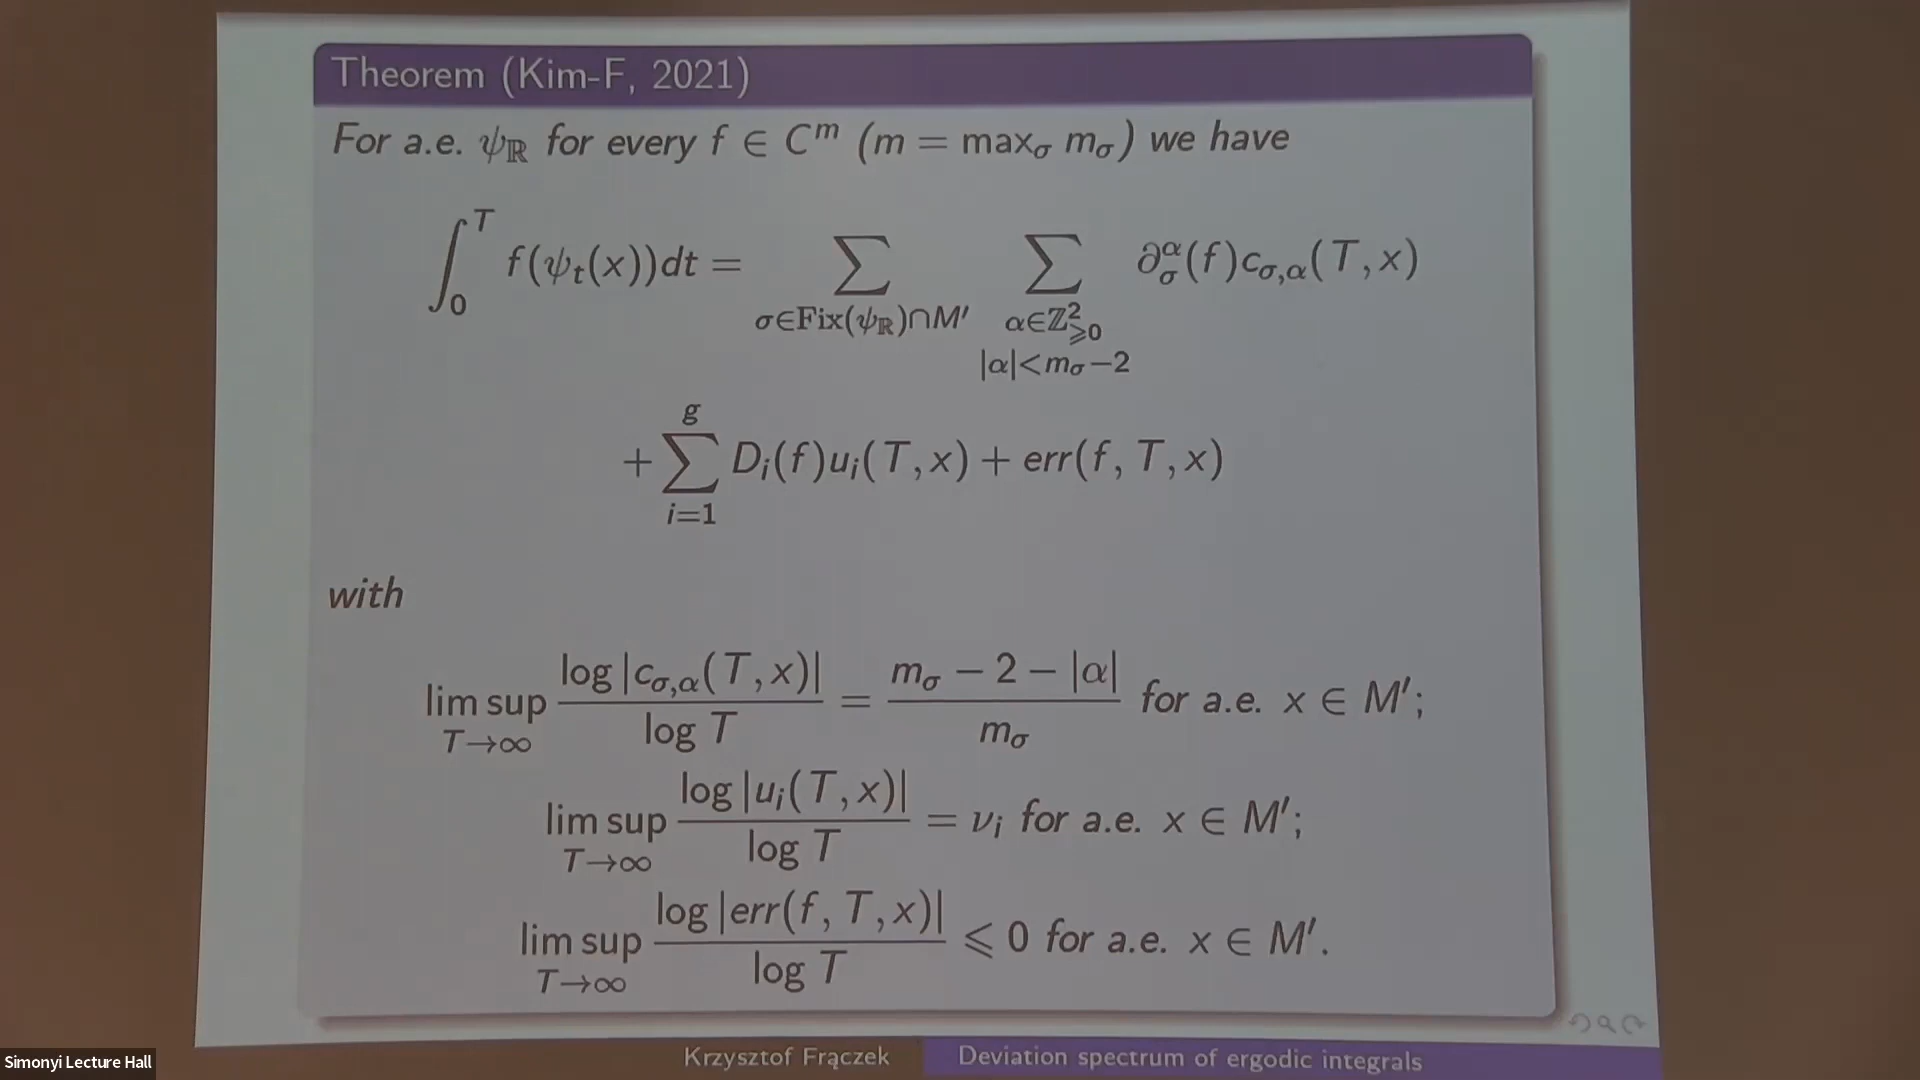 Theorem (Kim-F, 2021)
For a.e. ψ_ℝ for every f ∈ C^m (m = max_σ m_σ) we have
∫_0^T f(ψ_t(x))dt = ∑_{σ∈Fix(ψ_ℝ)∩M′} ∑_{α∈ℤ²_{⩾0}, |α|<m_σ−2} ∂_σ^α(f)c_{σ,α}(T, x)
+ ∑_{i=1}^g D_i(f)u_i(T, x) + err(f, T, x)
with
lim sup_{T→∞} log |c_{σ,α}(T, x)| / log T = (m_σ − 2 − |α|) / m_σ for a.e. x ∈ M′;
lim sup_{T→∞} log |u_i(T, x)| / log T = ν_i for a.e. x ∈ M′;
lim sup_{T→∞} log |err(f, T, x)| / log T ⩽ 0 for a.e. x ∈ M′.
Krzysztof Frączek Deviation spectrum of ergodic integrals
Simonyi Lecture Hall